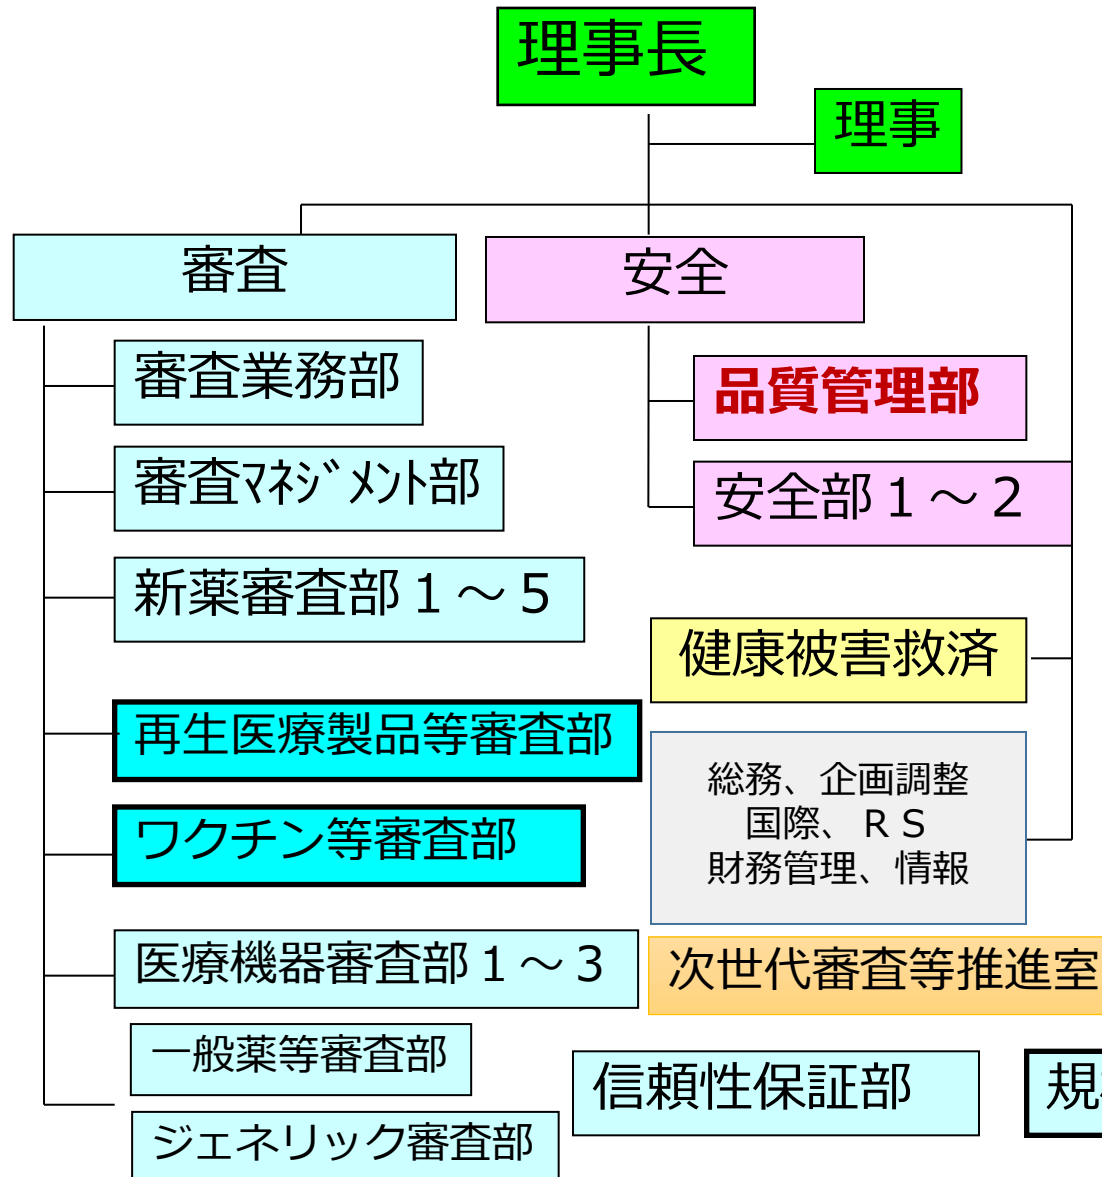 理事長
理事
審査
安全
審査業務部
品質管理部
審査ﾏﾈｼﾞﾒﾝﾄ部
安全部１～２
新薬審査部１～５
健康被害救済
再生医療製品等審査部
総務、企画調整
国際、ＲＳ
財務管理、情報
ワクチン等審査部
医療機器審査部１～３
次世代審査等推進室
一般薬等審査部
信頼性保証部
規
ジェネリック審査部